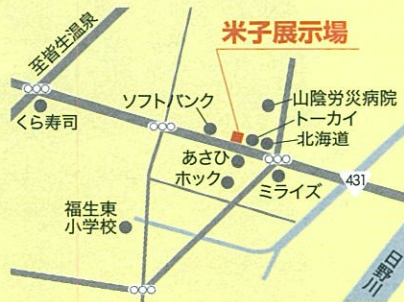 米子展示場
至皆生温泉
くら寿司
ソフトバンク
山陰労災病院
トーカイ
北海道
あさひ
ホック
ミライズ
431
福生東
小学校
日野川